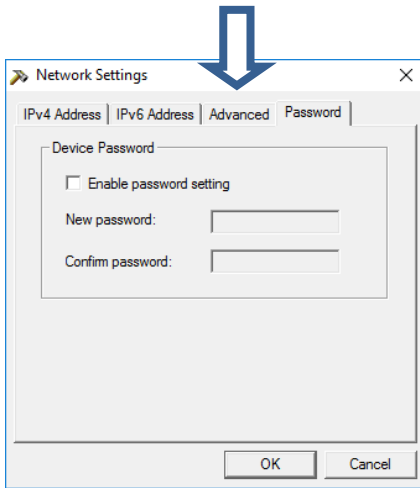 Network Settings
IPv4 Address IPv6 Address Advanced Password
Device Password
Enable password setting
New password:
Confirm password:
OK Cancel